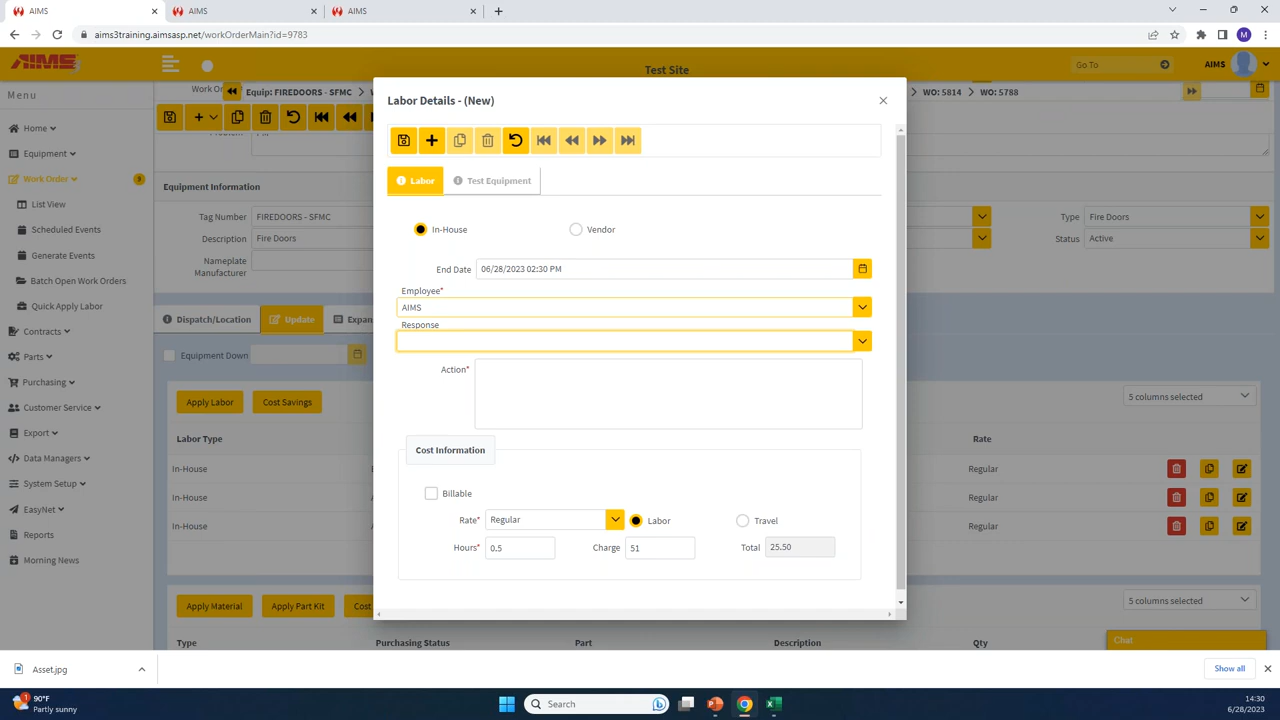 AIMS
AIMS
AIMS
aims3training.aimsasp.net/workOrderMain?id=9783
M
AIMS
Test Site
Go To
AIMS
Menu
Equip: FIREDOORS - SFMC
WO: 5814
WO: 5788
Home
Equipment
Work Order
List View
Scheduled Events
Generate Events
Batch Open Work Orders
Quick Apply Labor
Contracts
Parts
Purchasing
Customer Service
Export
Data Managers
System Setup
EasyNet
Reports
Morning News
Equipment Information
Tag Number FIREDOORS - SFMC
Type Fire Doors
Description Fire Doors
Status Active
Nameplate
Manufacturer
Dispatch/Location
Update
Equipment Down
Apply Labor
Cost Savings
5 columns selected
Labor Type
Rate
In-House
Regular
In-House
Regular
In-House
Regular
Apply Material
Apply Part Kit
5 columns selected
Type
Purchasing Status
Part
Description
Qty
Chat
Labor Details - (New)
Labor
Test Equipment
In-House
Vendor
End Date 06/28/2023 02:30 PM
Employee*
AIMS
Response
Action*
Cost Information
Billable
Rate* Regular
Labor
Travel
Hours* 0.5
Charge 51
Total 25.50
Asset.jpg
Show all
1
90°F
Partly sunny
Search
14:30
6/28/2023